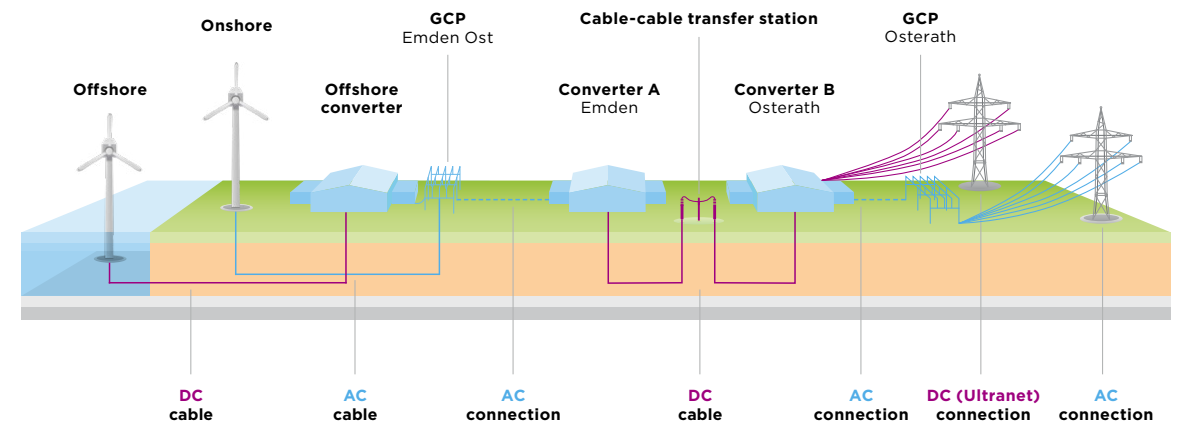 Offshore
Onshore
Offshore
converter
GCP
Emden Ost
Converter A
Emden
Cable-cable transfer station
Converter B
Osterath
GCP
Osterath
DC
cable
AC
cable
AC
connection
DC
cable
AC
connection
DC (Ultranet)
connection
AC
connection